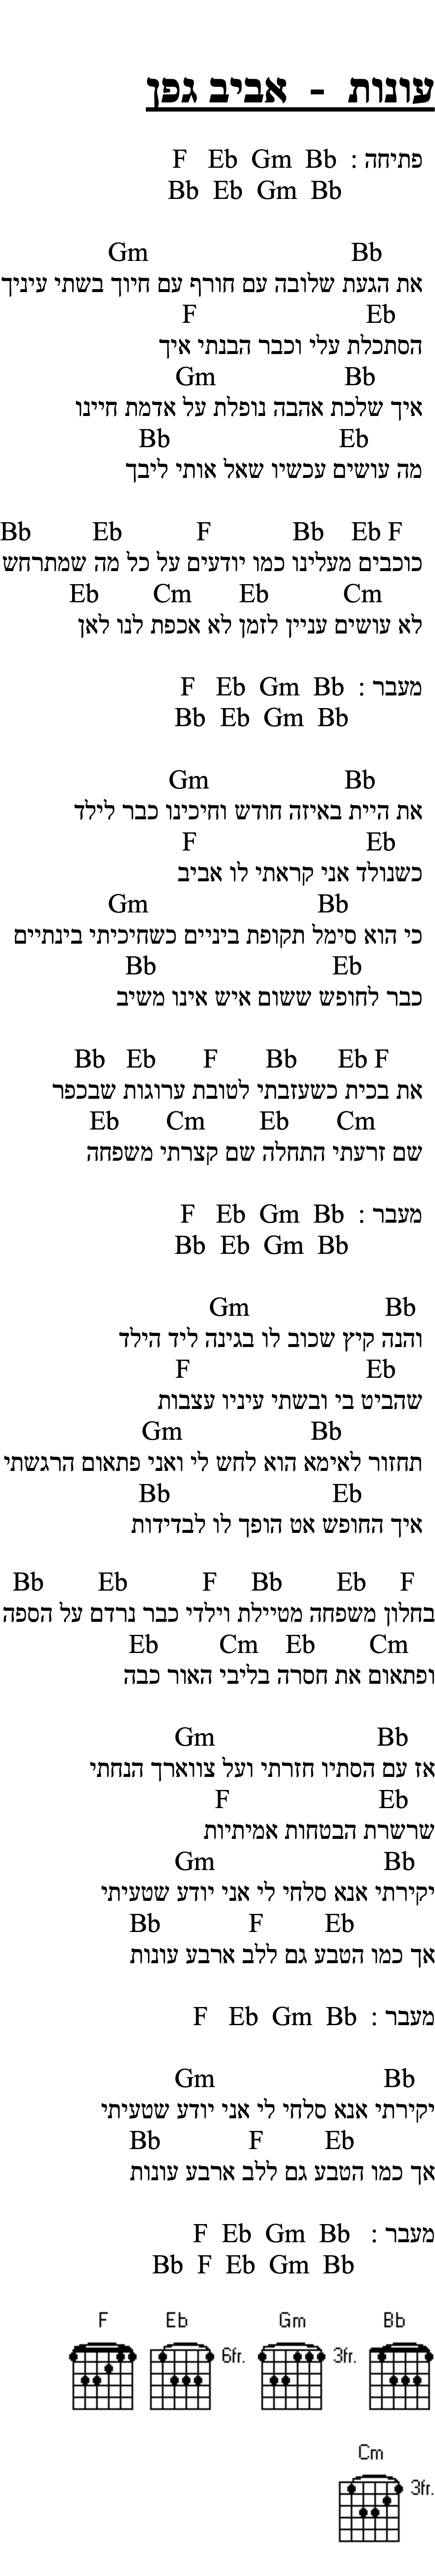 עונות - אביב גפן
פתיחה : F Eb Gm Bb
Bb Eb Gm Bb
Gm Bb
את הגעת שלובה עם חורף עם חיוך בשתי עיניך
F Eb
הסתכלת עלי וכבר הבנתי איך
Gm Bb
איך שלכת אהבה נופלת על אדמת חיינו
Bb Eb
מה עושים עכשיו שאל אותי ליבך
Bb Eb F Bb Eb F
כוכבים מעלינו כמו יודעים על כל מה שמתרחש
Eb Cm Eb Cm
לא עושים עניין לזמן לא אכפת לנו לאן
מעבר : F Eb Gm Bb
Bb Eb Gm Bb
Gm Bb
את היית באיזה חודש וחיכינו כבר לילד
F Eb
כשנולד אני קראתי לו אביב
Gm Bb
כי הוא סימל תקופת ביניים כשחיכיתי בינתיים
Bb Eb
כבר לחופש ששום איש אינו משיב
Bb Eb F Bb Eb F
את בכית כשעזבתי לטובת ערוגות שבכפר
Eb Cm Eb Cm
שם זרעתי התחלה שם קצרתי משפחה
מעבר : F Eb Gm Bb
Bb Eb Gm Bb
Gm Bb
והנה קיץ שכוב לו בגינה ליד הילד
F Eb
שהביט בי ובשתי עיניו עצבות
Gm Bb
תחזור לאימא הוא לחש לי ואני פתאום הרגשתי
Bb Eb
איך החופש אט הופך לו לבדידות
Bb Eb F Bb Eb F
בחלון משפחה מטיילת וילדי כבר נרדם על הספה
Eb Cm Eb Cm
ופתאום את חסרה בליבי האור כבה
Gm Bb
אז עם הסתיו חזרתי ועל צווארך הנחתי
F Eb
שרשרת הבטחות אמיתיות
Gm Bb
יקירתי אנא סלחי לי אני יודע שטעיתי
Bb F Eb
אך כמו הטבע גם ללב ארבע עונות
מעבר : F Eb Gm Bb
Gm Bb
יקירתי אנא סלחי לי אני יודע שטעיתי
Bb F Eb
אך כמו הטבע גם ללב ארבע עונות
מעבר : F Eb Gm Bb
Bb F Eb Gm Bb
F Eb Gm Bb
6fr. 3fr.
Cm
3fr.